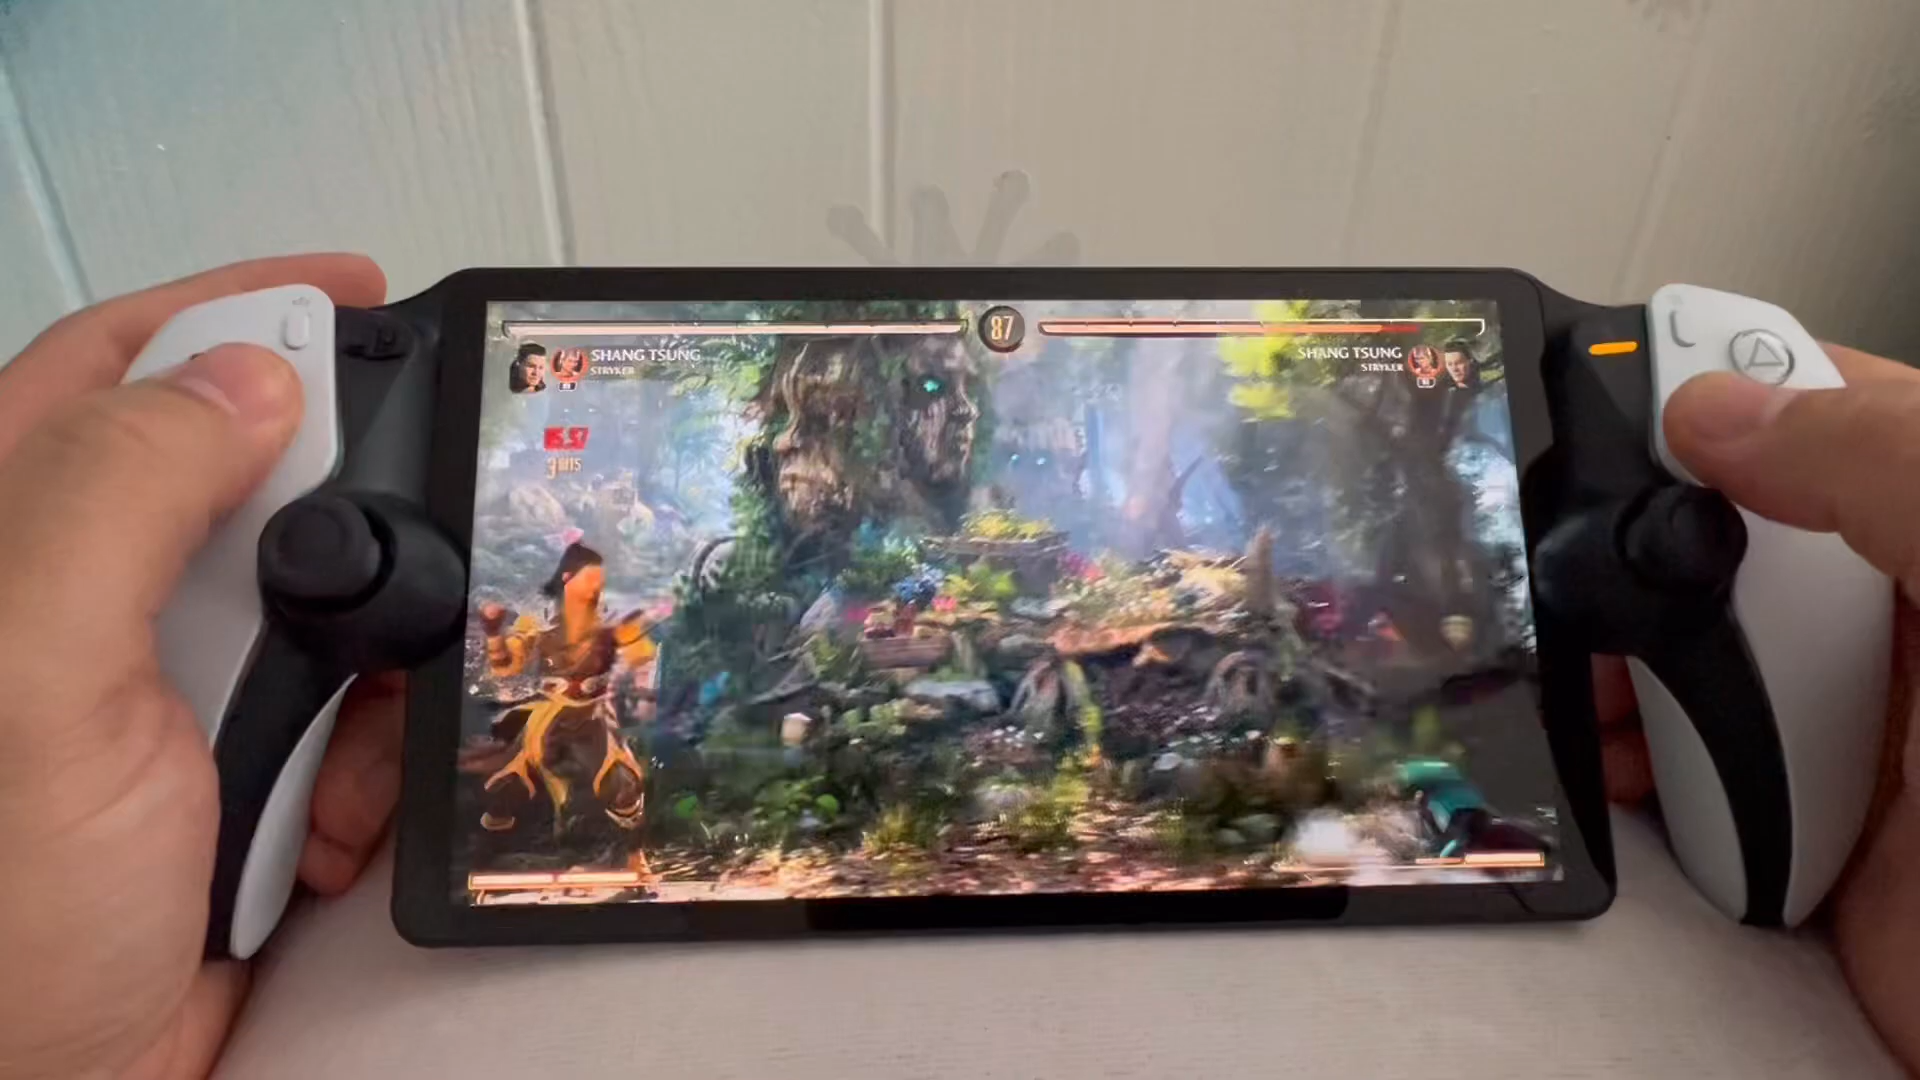 87
SHANG TSUNG
STRYKER
SHANG TSUNG
STRYKER
3 HITS